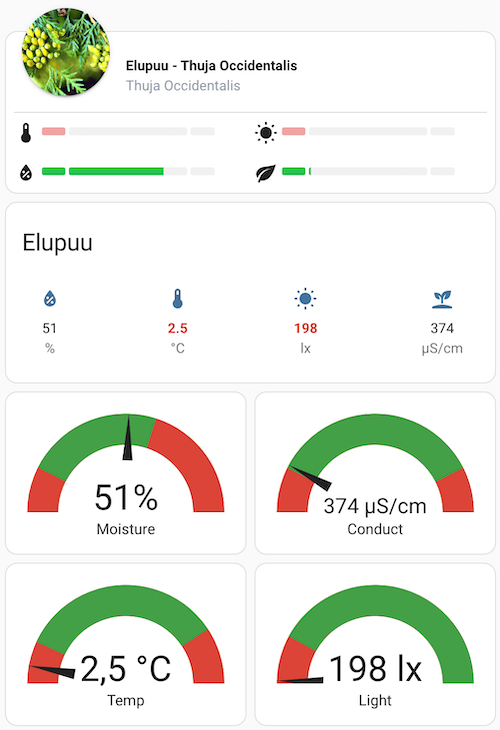 Elupuu - Thuja Occidentalis
Thuja Occidentalis
Elupuu
51 2.5 198 374
% °C lx µS/cm
51% 374 µS/cm
Moisture Conduct
2,5 °C 198 lx
Temp Light